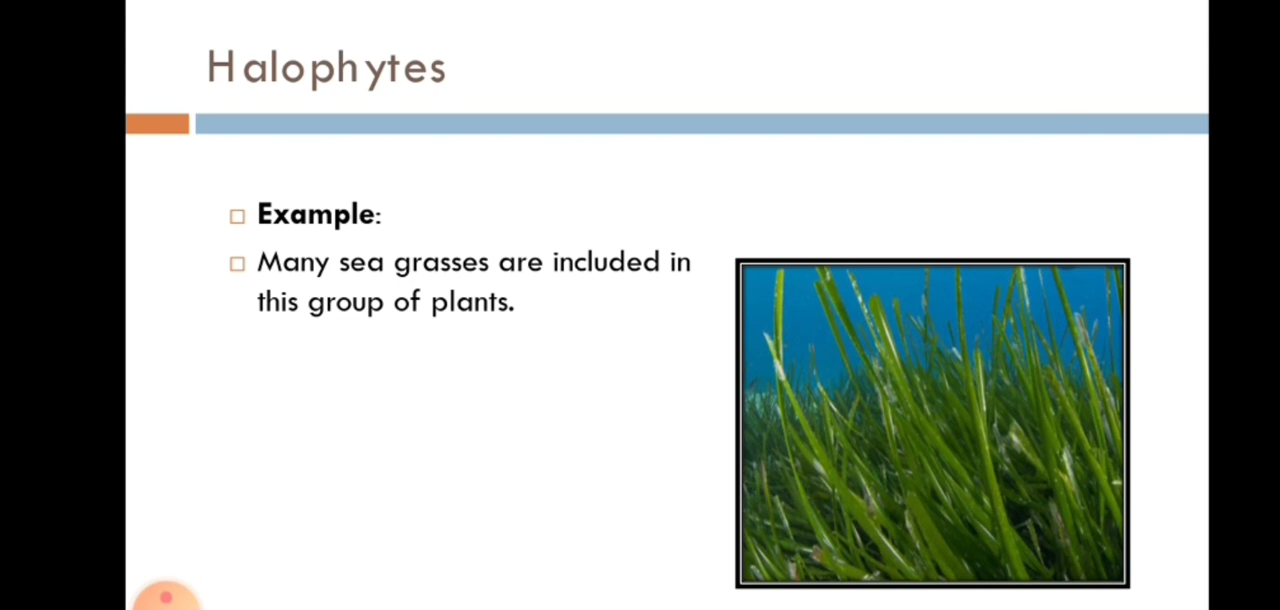 Halophytes
Example:
Many sea grasses are included in
this group of plants.